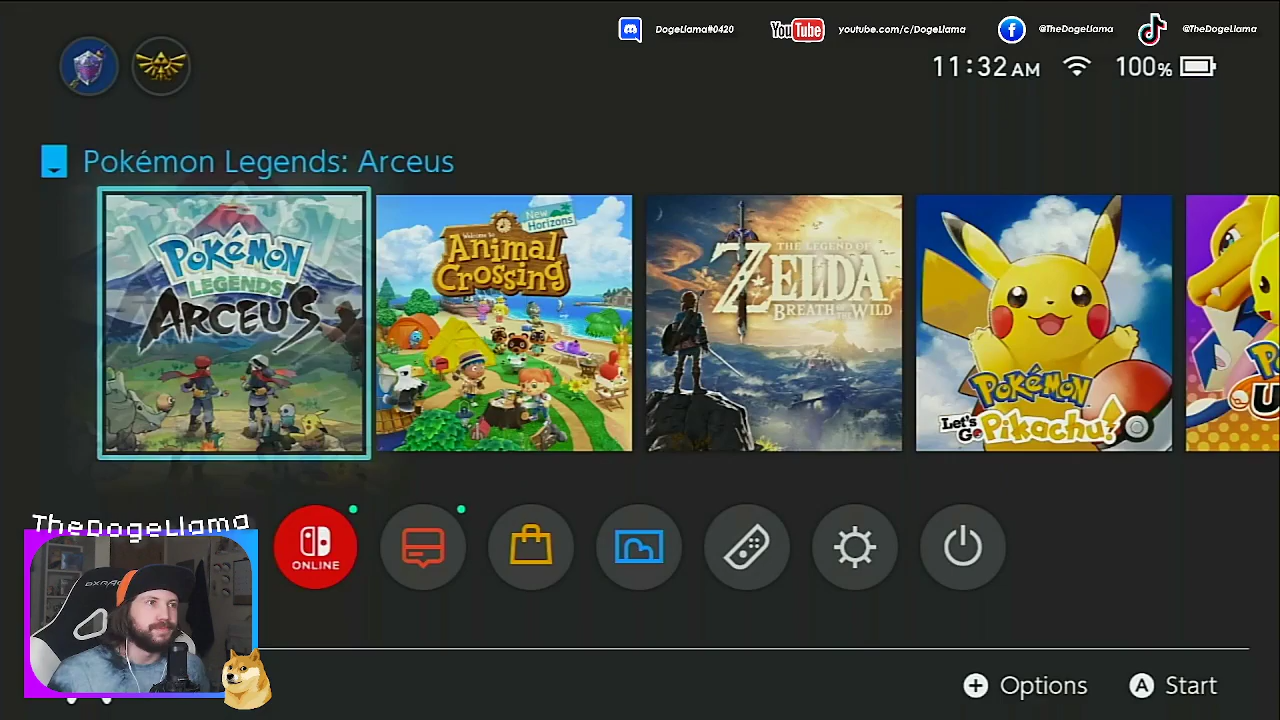 DogeLlama#0420
YouTube
youtube.com/c/DogeLlama
@TheDogeLlama
@TheDogeLlama
11:32 AM
100%
Pokémon Legends: Arceus
POKéMON
LEGENDS
ARCEUS
New Horizons
Welcome to
Animal
Crossing
THE LEGEND OF
ZELDA
BREATH OF THE WILD
POKéMON
Let's Go
Pikachu!
TheDogeLlama
ONLINE
Options
A
Start